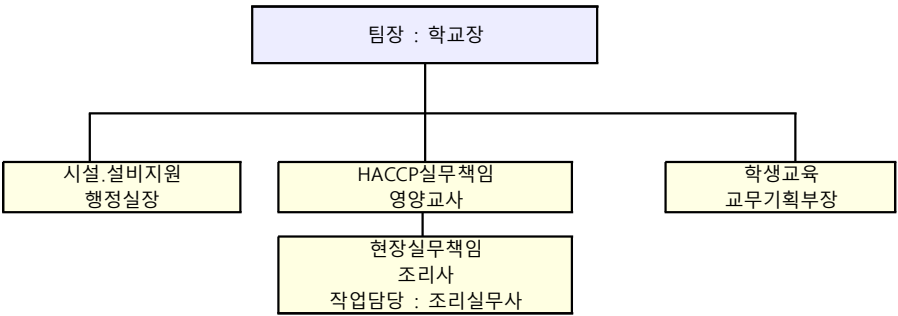 팀장 : 학교장
시설.설비지원
행정실장
HACCP실무책임
영양교사
학생교육
교무기획부장
현장실무책임
조리사
작업담당 : 조리실무사